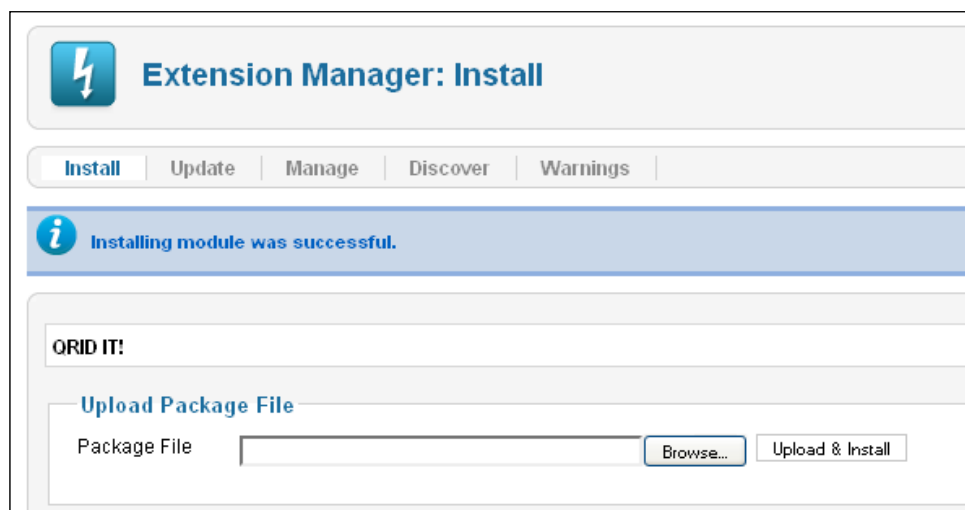 Extension Manager: Install
Install Update Manage Discover Warnings
Installing module was successful.
QRID IT!
Upload Package File
Package File Browse... Upload & Install